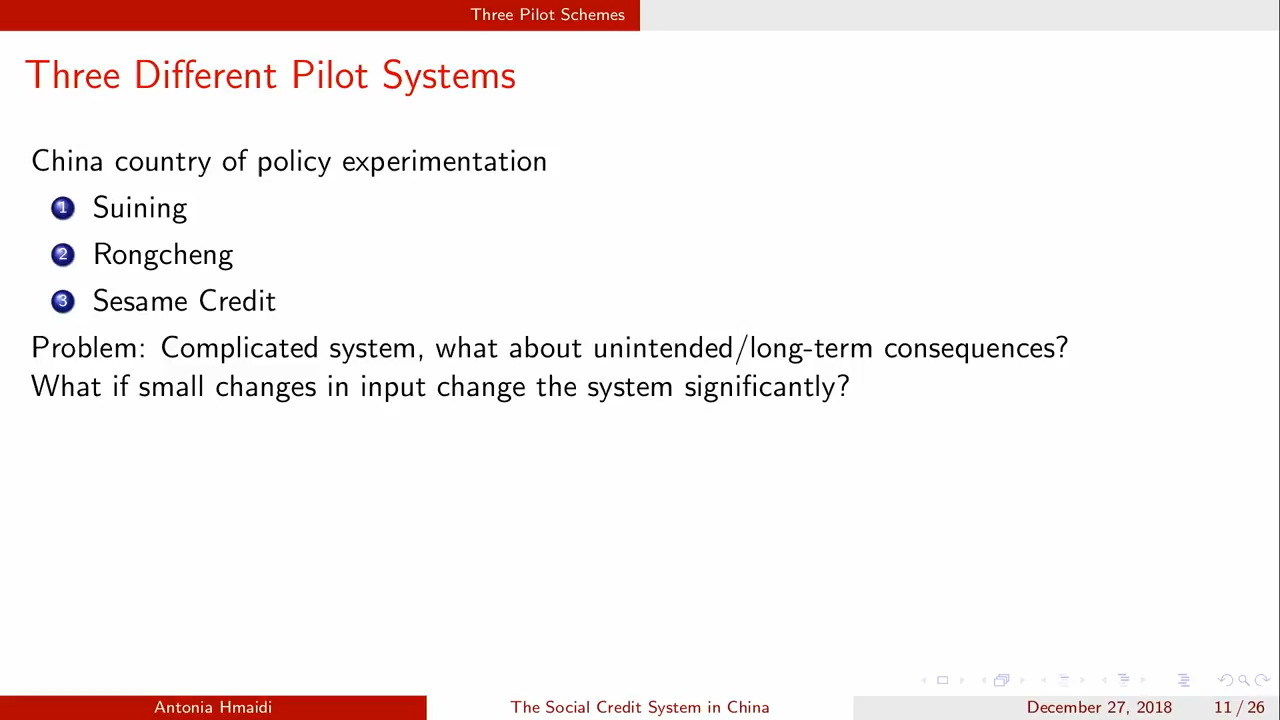 Three Pilot Schemes
Three Different Pilot Systems
China country of policy experimentation
1 Suining
2 Rongcheng
3 Sesame Credit
Problem: Complicated system, what about unintended/long-term consequences?
What if small changes in input change the system significantly?
Antonia Hmaidi
The Social Credit System in China
December 27, 2018
11 / 26